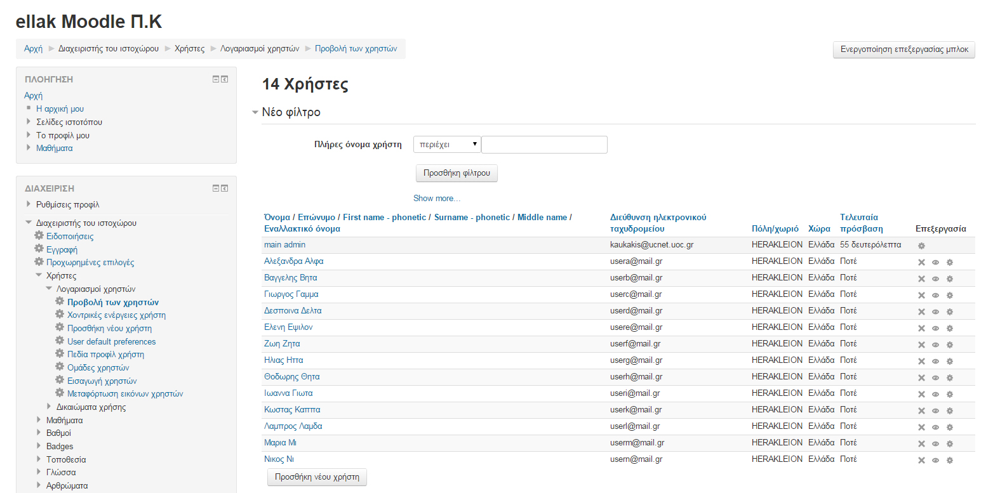 ellak Moodle Π.Κ
Αρχή Διαχειριστής του ιστοχώρου Χρήστες Λογαριασμοί χρηστών Προβολή των χρηστών
Ενεργοποίηση επεξεργασίας μπλοκ
ΠΛΟΗΓΗΣΗ
Αρχή
Η αρχική μου
Σελίδες ιστοτόπου
Το προφίλ μου
Μαθήματα
ΔΙΑΧΕΙΡΙΣΗ
Ρυθμίσεις προφίλ
Διαχειριστής του ιστοχώρου
Ειδοποιήσεις
Εγγραφή
Προχωρημένες επιλογές
Χρήστες
Λογαριασμοί χρηστών
Προβολή των χρηστών
Χοντρικές ενέργειες χρήστη
Προσθήκη νέου χρήστη
User default preferences
Πεδία προφίλ χρήστη
Ομάδες χρηστών
Εισαγωγή χρηστών
Μεταφόρτωση εικόνων χρηστών
Δικαιώματα χρήσης
Μαθήματα
Βαθμοί
Badges
Τοποθεσία
Γλώσσα
Αρθρώματα
14 Χρήστες
Νέο φίλτρο
Πλήρες όνομα χρήστη περιέχει
Προσθήκη φίλτρου
Show more...
Όνομα / Επώνυμο / First name - phonetic / Surname - phonetic / Middle name / Διεύθυνση ηλεκτρονικού Τελευταία
Εναλλακτικό όνομα ταχυδρομείου Πόλη/χωριό Χώρα πρόσβαση Επεξεργασία
main admin kaukakis@ucnet.uoc.gr HERAKLEION Ελλάδα 55 δευτερόλεπτα
Αλεξανδρα Αλφα usera@mail.gr HERAKLEION Ελλάδα Ποτέ
Βαγγελης Βητα userb@mail.gr HERAKLEION Ελλάδα Ποτέ
Γιωργος Γαμμα userc@mail.gr HERAKLEION Ελλάδα Ποτέ
Δεσποινα Δελτα userd@mail.gr HERAKLEION Ελλάδα Ποτέ
Ελενη Εψιλον usere@mail.gr HERAKLEION Ελλάδα Ποτέ
Ζωη Ζητα userf@mail.gr HERAKLEION Ελλάδα Ποτέ
Ηλιας Ηττα userg@mail.gr HERAKLEION Ελλάδα Ποτέ
Θοδωρης Θητα userh@mail.gr HERAKLEION Ελλάδα Ποτέ
Ιωαννα Γιωτα useri@mail.gr HERAKLEION Ελλάδα Ποτέ
Κωστας Καππα userk@mail.gr HERAKLEION Ελλάδα Ποτέ
Λαμπρος Λαμδα userl@mail.gr HERAKLEION Ελλάδα Ποτέ
Μαρια Μι userm@mail.gr HERAKLEION Ελλάδα Ποτέ
Νικος Νι usern@mail.gr HERAKLEION Ελλάδα Ποτέ
Προσθήκη νέου χρήστη